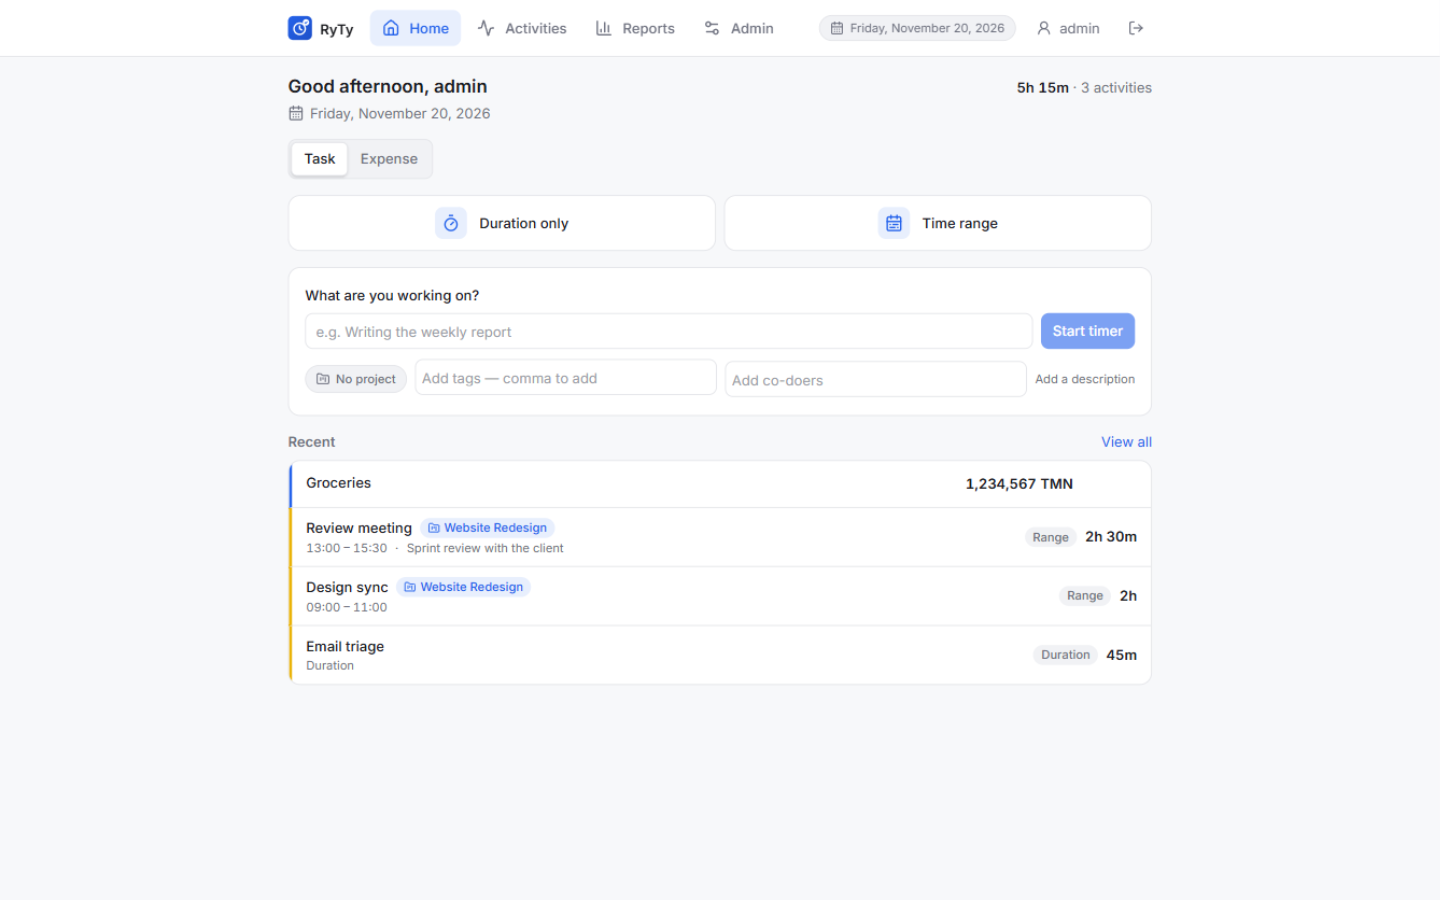 RyTy Home Activities Reports Admin Friday, November 20, 2026 admin
Good afternoon, admin
5h 15m · 3 activities
Friday, November 20, 2026
Task Expense
Duration only Time range
What are you working on?
e.g. Writing the weekly report Start timer
No project Add tags — comma to add Add co-doers Add a description
Recent View all
Groceries 1,234,567 TMN
Review meeting Website Redesign
13:00 – 15:30 · Sprint review with the client
Range 2h 30m
Design sync Website Redesign
09:00 – 11:00
Range 2h
Email triage
Duration
Duration 45m